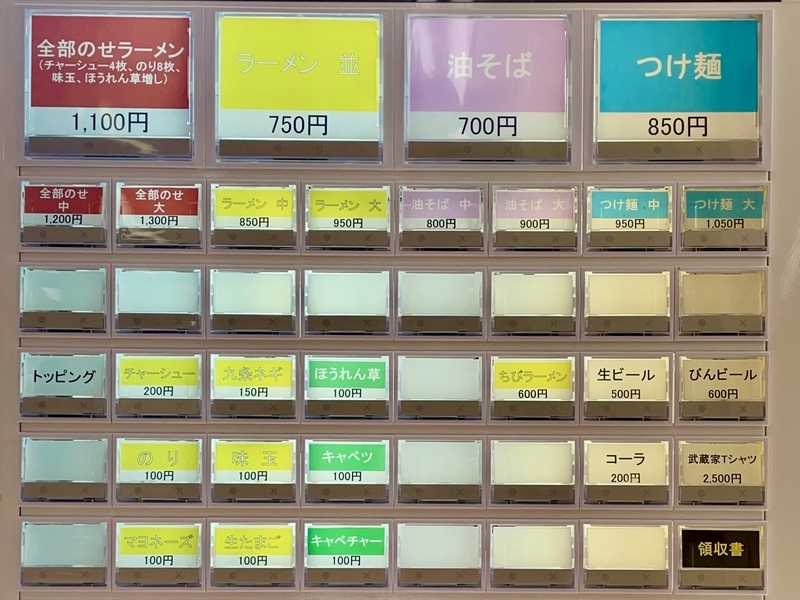 全部のせラーメン
(チャーシュー4枚、のり8枚、
味玉、ほうれん草増し)
1,100円
ラーメン 並
750円
油そば
700円
つけ麺
850円
全部のせ
中
1,200円
全部のせ
大
1,300円
ラーメン 中
850円
ラーメン 大
950円
油そば 中
800円
油そば 大
900円
つけ麺 中
950円
つけ麺 大
1,050円
トッピング
チャーシュー
200円
九条ネギ
150円
ほうれん草
100円
ちびラーメン
600円
生ビール
500円
びんビール
600円
のり
100円
味玉
100円
キャベツ
100円
コーラ
200円
武蔵家Tシャツ
2,500円
マヨネーズ
100円
生たまご
100円
キャベチャー
100円
領収書